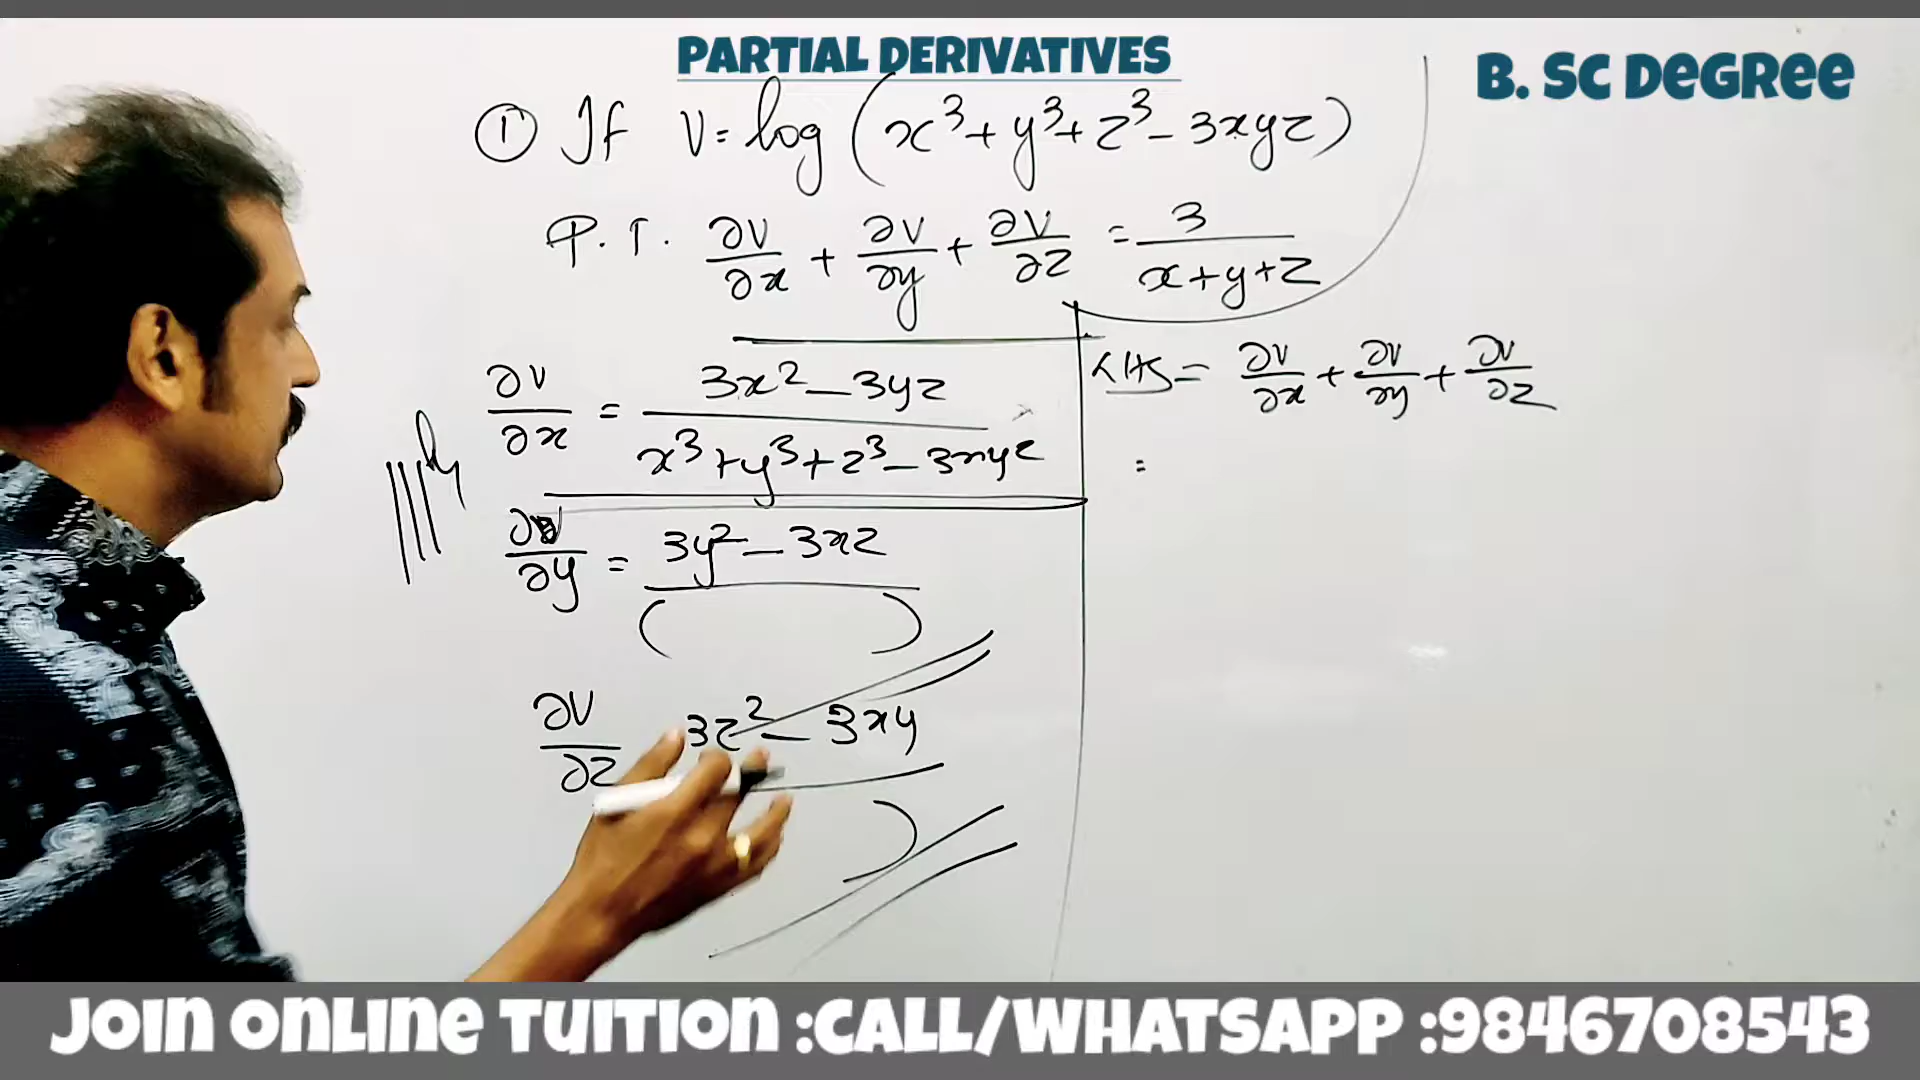 PARTIAL DERIVATIVES
B. Sc DeGRee
① If V = log (x³ + y³ + z³ - 3xyz)
P.T. ∂V/∂x + ∂V/∂y + ∂V/∂z = 3/(x+y+z)
∂V/∂x = (3x² - 3yz)/(x³ + y³ + z³ - 3xyz)
|||ly
∂V/∂y = (3y² - 3xz)/( )
∂V/∂z 3z² - 3xy )
LHS = ∂V/∂x + ∂V/∂y + ∂V/∂z
=
JOIN ONLINE TUITION :CALL/WHATSAPP :9846708543